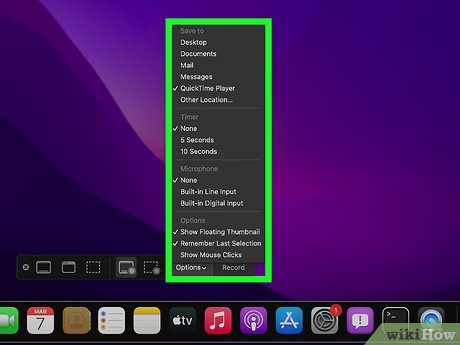 Save to
Desktop
Documents
Mail
Messages
✓ QuickTime Player
Other Location...
Timer
✓ None
5 Seconds
10 Seconds
Microphone
✓ None
Built-in Line Input
Built-in Digital Input
Options
✓ Show Floating Thumbnail
✓ Remember Last Selection
Show Mouse Clicks
Options Record
MAR
7
tv
1
>_
wikiHow